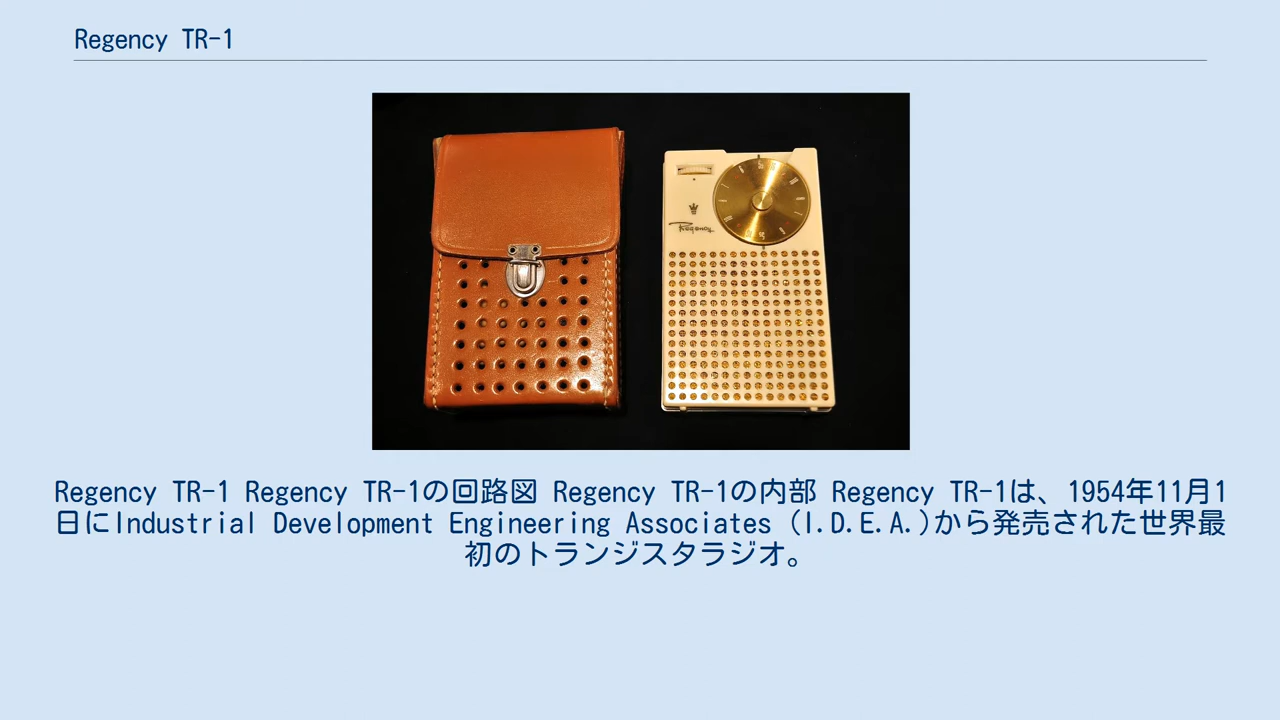 Regency TR-1
Regency
Regency TR-1 Regency TR-1の回路図 Regency TR-1の内部 Regency TR-1は、1954年11月1
日にIndustrial Development Engineering Associates (I.D.E.A.)から発売された世界最
初のトランジスタラジオ。